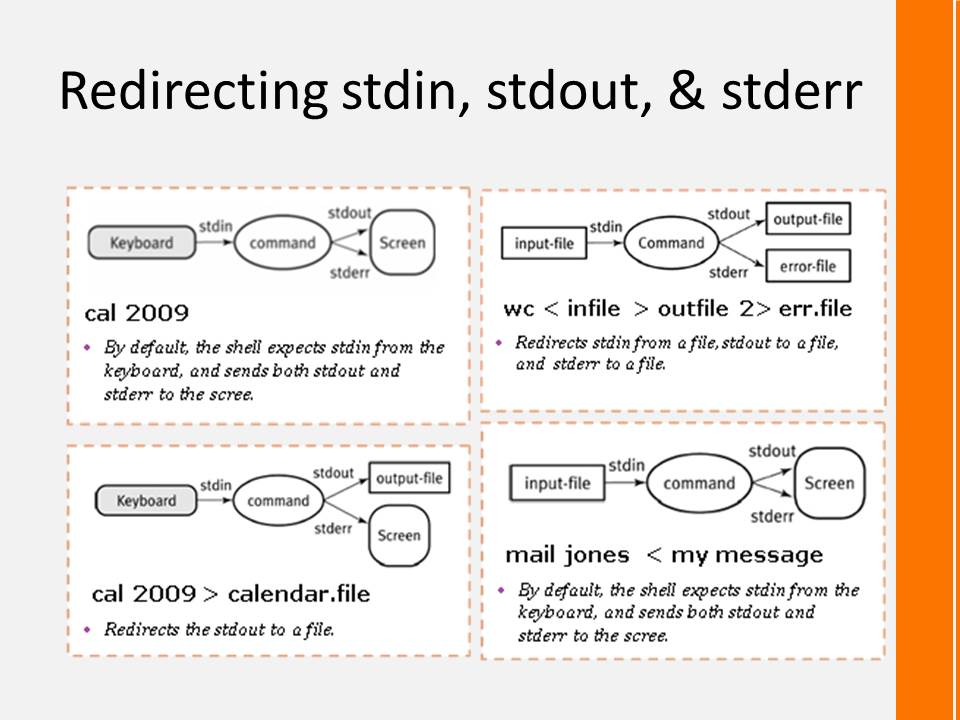 Redirecting stdin, stdout, & stderr
Keyboard
stdin
command
stdout
stderr
Screen
cal 2009
• By default, the shell expects stdin from the
keyboard, and sends both stdout and
stderr to the scree.
input-file
stdin
Command
stdout
stderr
output-file
error-file
wc < infile > outfile 2> err.file
• Redirects stdin from a file, stdout to a file,
and stderr to a file.
Keyboard
stdin
command
stdout
stderr
output-file
Screen
cal 2009 > calendar.file
• Redirects the stdout to a file.
input-file
stdin
command
stdout
stderr
Screen
mail jones < my message
• By default, the shell expects stdin from the
keyboard, and sends both stdout and
stderr to the scree.